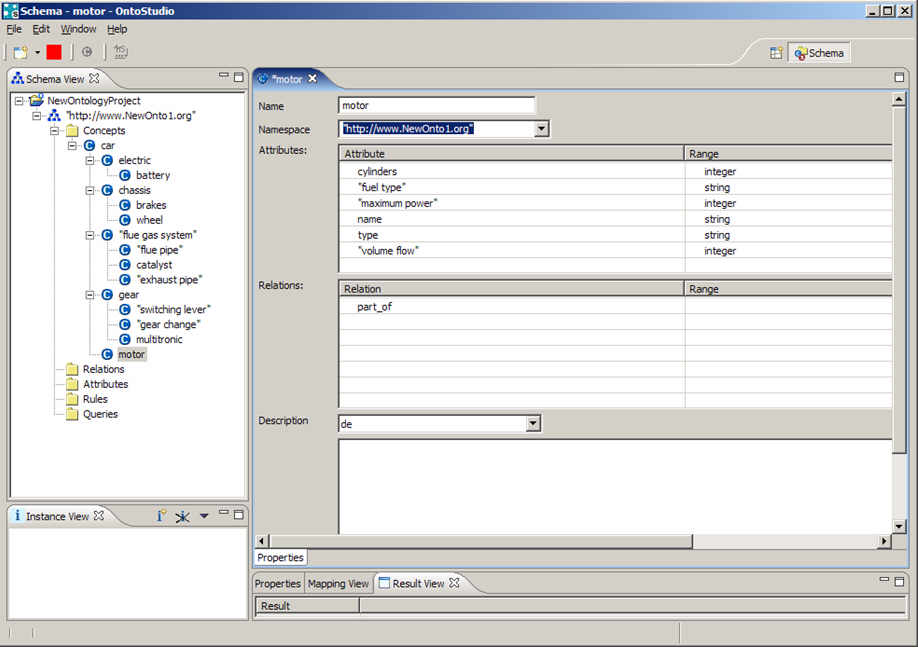 Schema - motor - OntoStudio
File Edit Window Help
Schema
Schema View
NewOntologyProject
"http://www.NewOnto1.org"
Concepts
car
electric
battery
chassis
brakes
wheel
"flue gas system"
"flue pipe"
catalyst
"exhaust pipe"
gear
"switching lever"
"gear change"
multitronic
motor
Relations
Attributes
Rules
Queries
Instance View
*motor
Name motor
Namespace "http://www.NewOnto1.org"
Attributes:
Attribute Range
cylinders integer
"fuel type" string
"maximum power" integer
name string
type string
"volume flow" integer
Relations:
Relation Range
part_of
Description de
Properties
Properties Mapping View Result View
Result